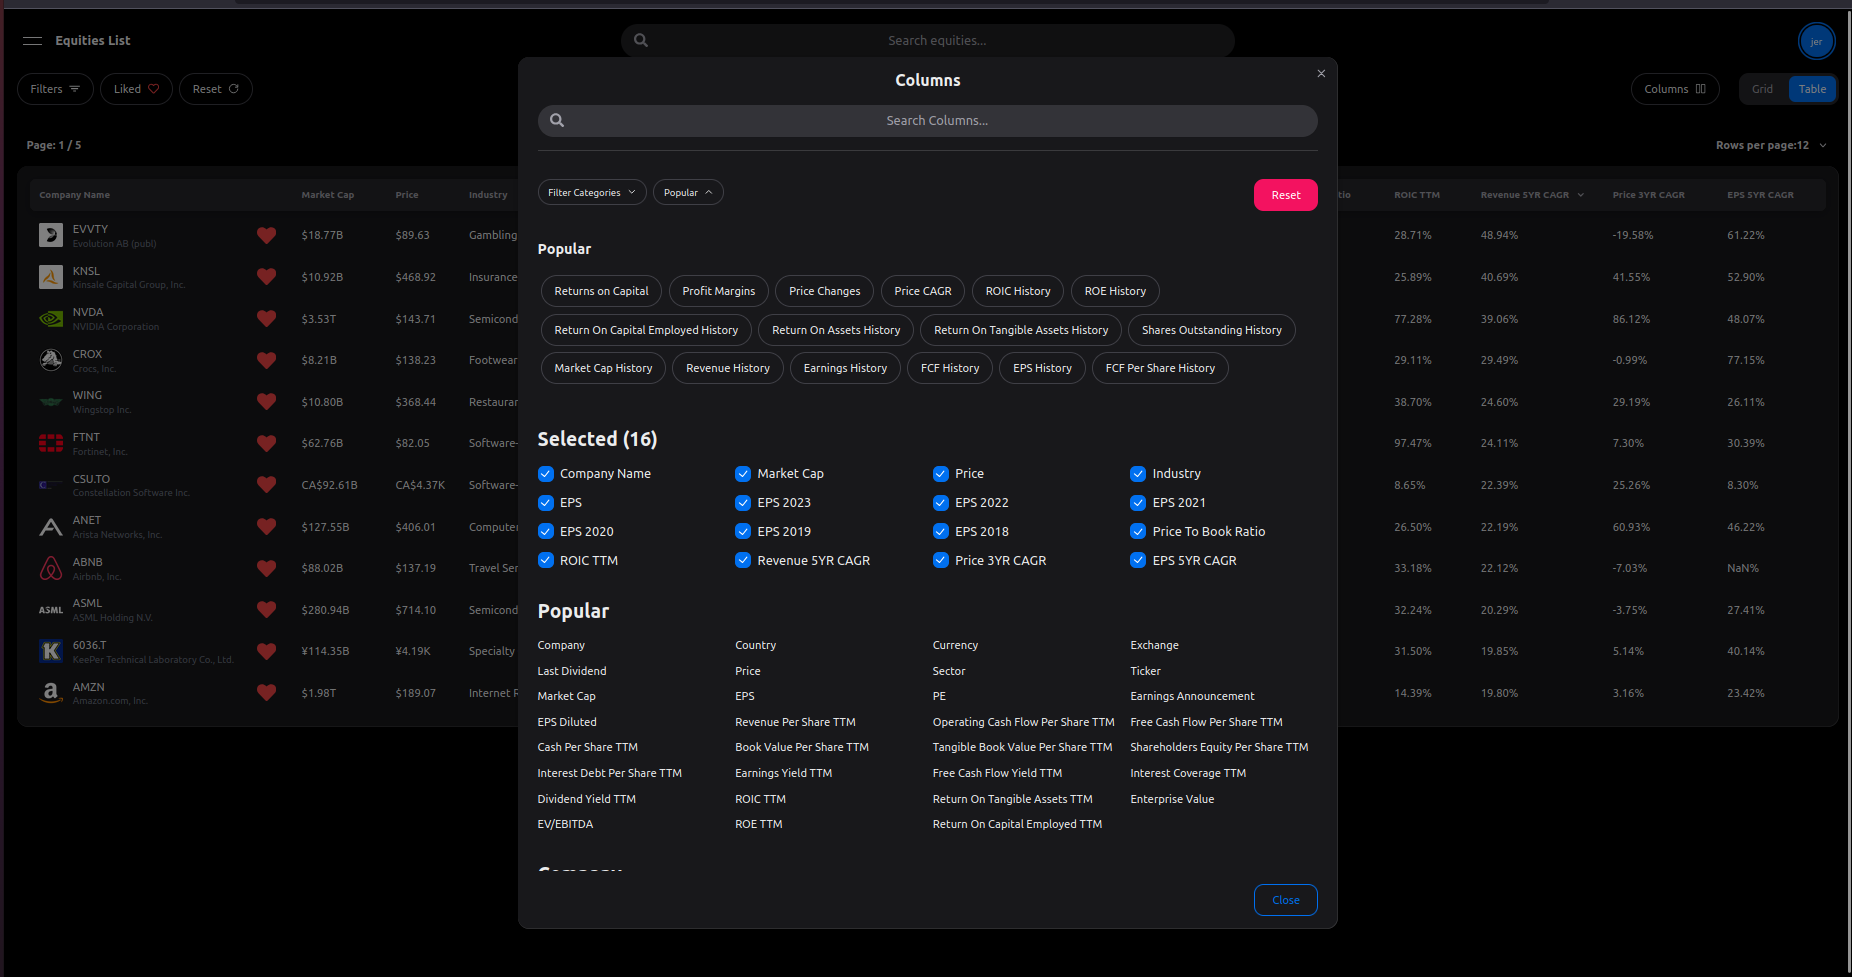 Equities List
Search equities...
jer
Filters
Liked
Reset
Columns
Grid
Table
Page: 1 / 5
Rows per page:12
Columns
Search Columns...
Filter Categories
Popular
Reset
Popular
Returns on Capital Profit Margins Price Changes Price CAGR ROIC History ROE History
Return On Capital Employed History Return On Assets History Return On Tangible Assets History Shares Outstanding History
Market Cap History Revenue History Earnings History FCF History EPS History FCF Per Share History
Selected (16)
Company Name Market Cap Price Industry
EPS EPS 2023 EPS 2022 EPS 2021
EPS 2020 EPS 2019 EPS 2018 Price To Book Ratio
ROIC TTM Revenue 5YR CAGR Price 3YR CAGR EPS 5YR CAGR
Popular
Company Country Currency Exchange
Last Dividend Price Sector Ticker
Market Cap EPS PE Earnings Announcement
EPS Diluted Revenue Per Share TTM Operating Cash Flow Per Share TTM Free Cash Flow Per Share TTM
Cash Per Share TTM Book Value Per Share TTM Tangible Book Value Per Share TTM Shareholders Equity Per Share TTM
Interest Debt Per Share TTM Earnings Yield TTM Free Cash Flow Yield TTM Interest Coverage TTM
Dividend Yield TTM ROIC TTM Return On Tangible Assets TTM Enterprise Value
EV/EBITDA ROE TTM Return On Capital Employed TTM
Close
Company Name Market Cap Price Industry tio ROIC TTM Revenue 5YR CAGR Price 3YR CAGR EPS 5YR CAGR
EVVTY $18.77B $89.63 Gambling 28.71% 48.94% -19.58% 61.22%
Evolution AB (publ)
KNSL $10.92B $468.92 Insurance 25.89% 40.69% 41.55% 52.90%
Kinsale Capital Group, Inc.
NVDA $3.53T $143.71 Semicond 77.28% 39.06% 86.12% 48.07%
NVIDIA Corporation
CROX $8.21B $138.23 Footwear 29.11% 29.49% -0.99% 77.15%
Crocs, Inc.
WING $10.80B $368.44 Restaurar 38.70% 24.60% 29.19% 26.11%
Wingstop Inc.
FTNT $62.76B $82.05 Software- 97.47% 24.11% 7.30% 30.39%
Fortinet, Inc.
CSU.TO CA$92.61B CA$4.37K Software- 8.65% 22.39% 25.26% 8.30%
Constellation Software Inc.
ANET $127.55B $406.01 Computer 26.50% 22.19% 60.93% 46.22%
Arista Networks, Inc.
ABNB $88.02B $137.19 Travel Ser 33.18% 22.12% -7.03% NaN%
Airbnb, Inc.
ASML ASML $280.94B $714.10 Semicond 32.24% 20.29% -3.75% 27.41%
ASML Holding N.V.
6036.T ¥114.35B ¥4.19K Specialty 31.50% 19.85% 5.14% 40.14%
KeePer Technical Laboratory Co., Ltd.
AMZN $1.98T $189.07 Internet R 14.39% 19.80% 3.16% 23.42%
Amazon.com, Inc.